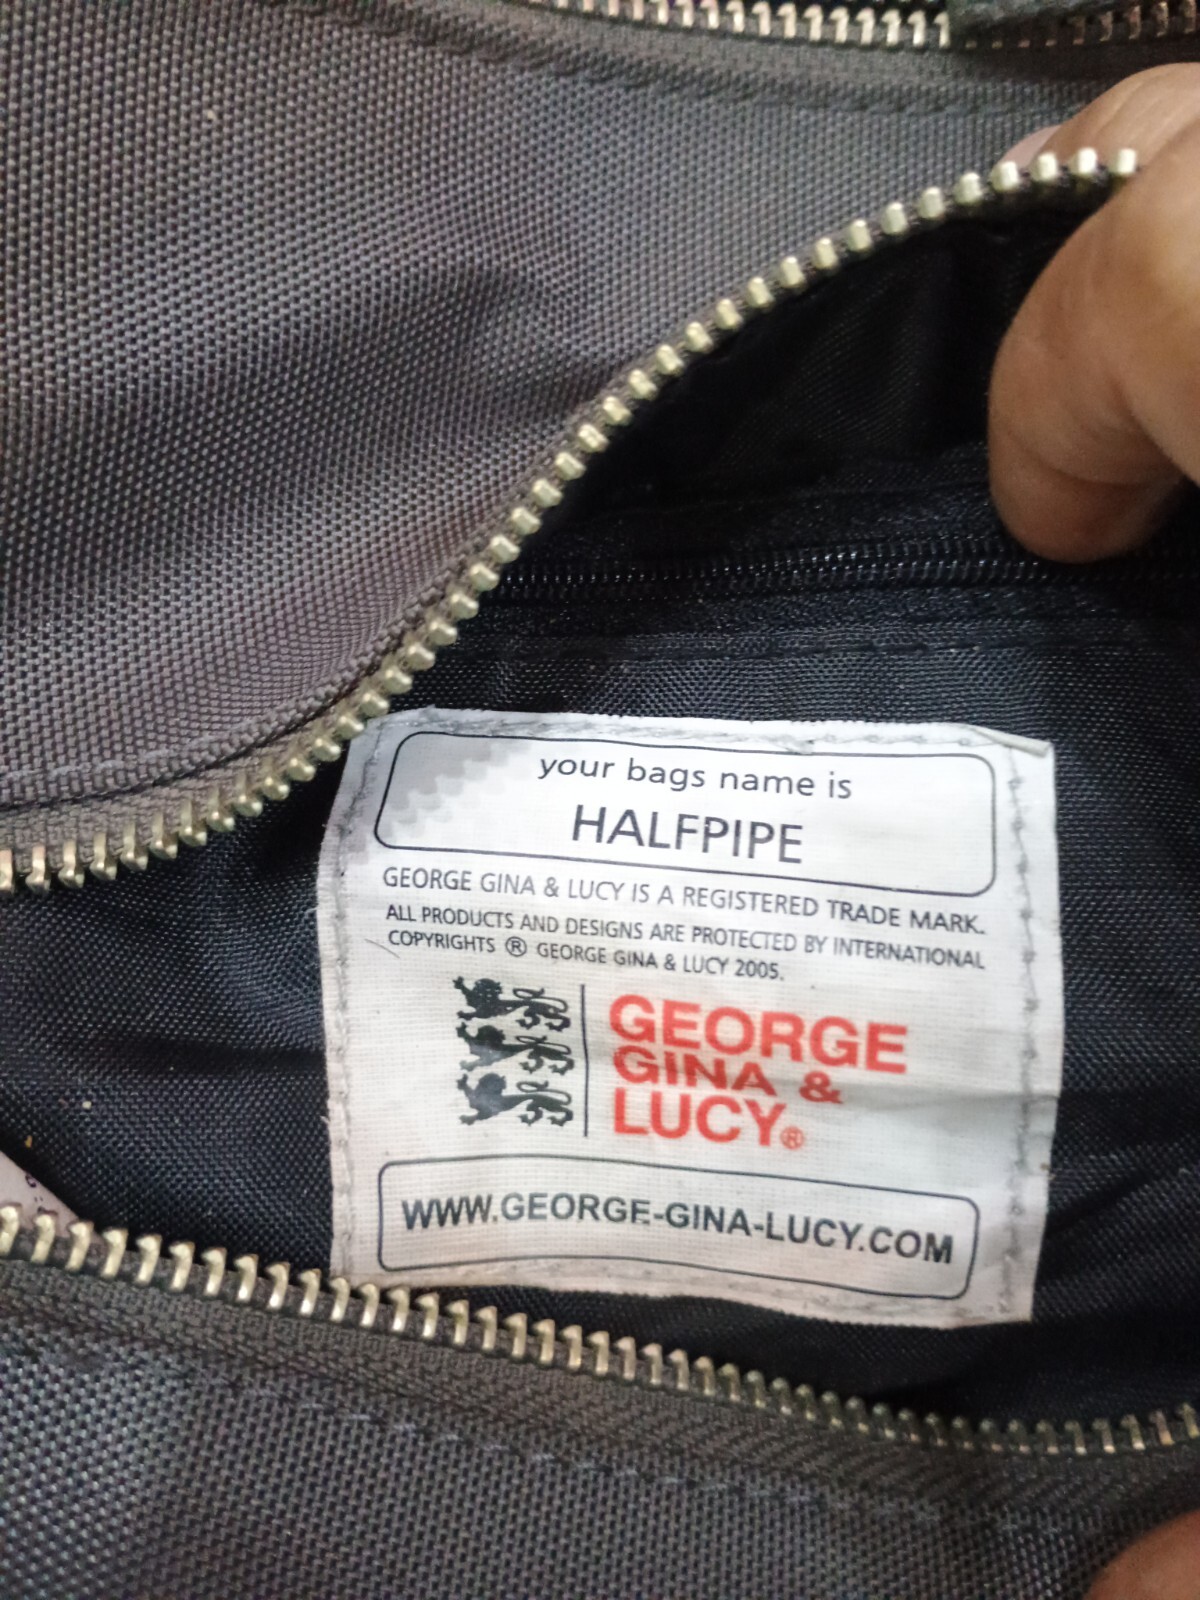 your bags name is
HALFPIPE
GEORGE GINA & LUCY IS A REGISTERED TRADE MARK.
ALL PRODUCTS AND DESIGNS ARE PROTECTED BY INTERNATIONAL
COPYRIGHTS ® GEORGE GINA & LUCY 2005.
GEORGE
GINA &
LUCY®
WWW.GEORGE-GINA-LUCY.COM